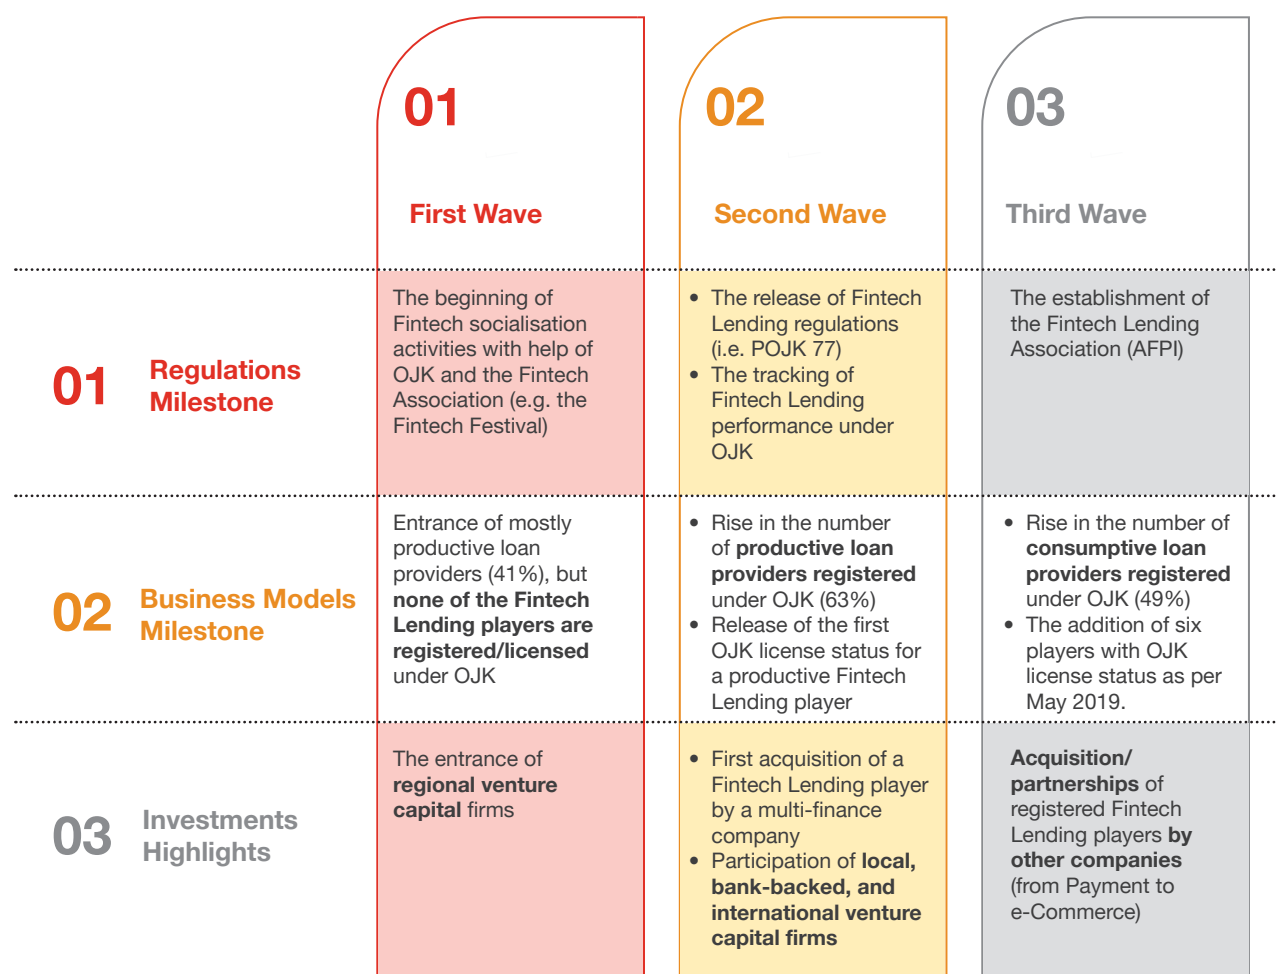 01
02
03
First Wave
Second Wave
Third Wave
01
Regulations
Milestone
The beginning of
Fintech socialisation
activities with help of
OJK and the Fintech
Association (e.g. the
Fintech Festival)
• The release of Fintech
Lending regulations
(i.e. POJK 77)
• The tracking of
Fintech Lending
performance under
OJK
The establishment of
the Fintech Lending
Association (AFPI)
02
Business Models
Milestone
Entrance of mostly
productive loan
providers (41%), but
none of the Fintech
Lending players are
registered/licensed
under OJK
• Rise in the number
of productive loan
providers registered
under OJK (63%)
• Release of the first
OJK license status for
a productive Fintech
Lending player
• Rise in the number of
consumptive loan
providers registered
under OJK (49%)
• The addition of six
players with OJK
license status as per
May 2019.
03
Investments
Highlights
The entrance of
regional venture
capital firms
• First acquisition of a
Fintech Lending player
by a multi-finance
company
• Participation of local,
bank-backed, and
international venture
capital firms
Acquisition/
partnerships of
registered Fintech
Lending players by
other companies
(from Payment to
e-Commerce)